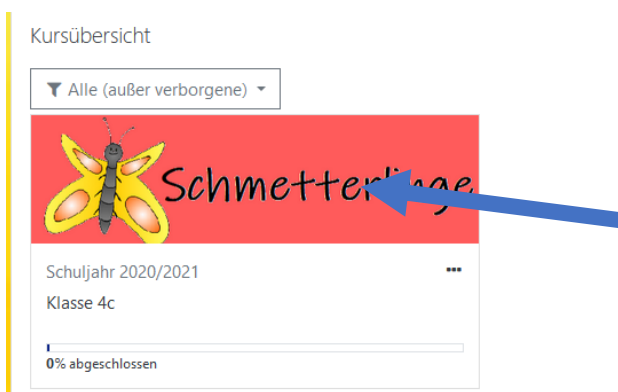 Kursübersicht
Alle (außer verborgene)
Schmetterlinge
Schuljahr 2020/2021
Klasse 4c
0% abgeschlossen